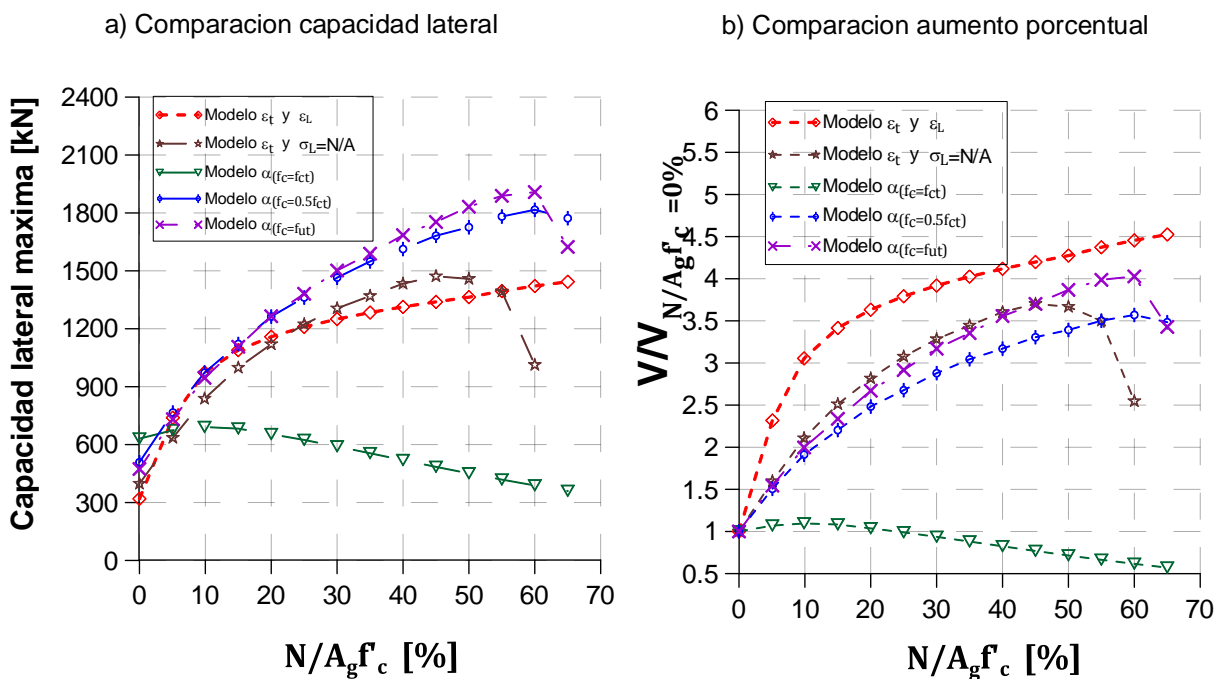 a) Comparacion capacidad lateral
Capacidad lateral maxima [kN]
2400
2100
1800
1500
1200
900
600
300
0
Modelo εt y εL
Modelo εt y σL=N/A
Modelo α(fc=fct)
Modelo α(fc=0.5fct)
Modelo α(fc=fut)
0 10 20 30 40 50 60 70
N/Agf'c [%]
b) Comparacion aumento porcentual
V/V N/Agf'c =0%
6
5.5
5
4.5
4
3.5
3
2.5
2
1.5
1
0.5
Modelo εt y εL
Modelo εt y σL=N/A
Modelo α(fc=fct)
Modelo α(fc=0.5fct)
Modelo α(fc=fut)
0 10 20 30 40 50 60 70
N/Agf'c [%]